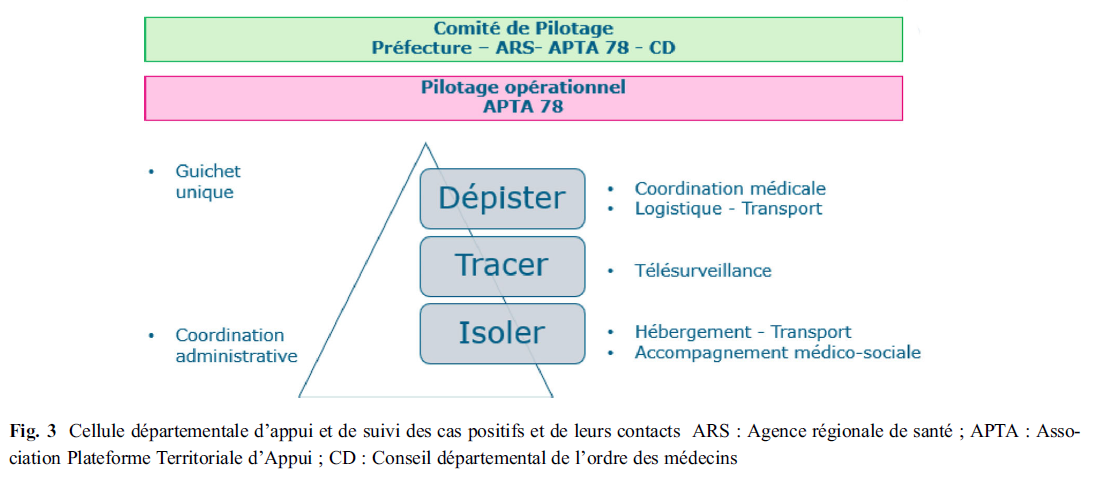 Comité de Pilotage
Préfecture – ARS- APTA 78 - CD
Pilotage opérationnel
APTA 78
• Guichet
unique
Dépister
• Coordination médicale
• Logistique - Transport
Tracer
• Télésurveillance
• Coordination
administrative
Isoler
• Hébergement - Transport
• Accompagnement médico-sociale
Fig. 3 Cellule départementale d’appui et de suivi des cas positifs et de leurs contacts ARS : Agence régionale de santé ; APTA : Asso-
ciation Plateforme Territoriale d’Appui ; CD : Conseil départemental de l’ordre des médecins